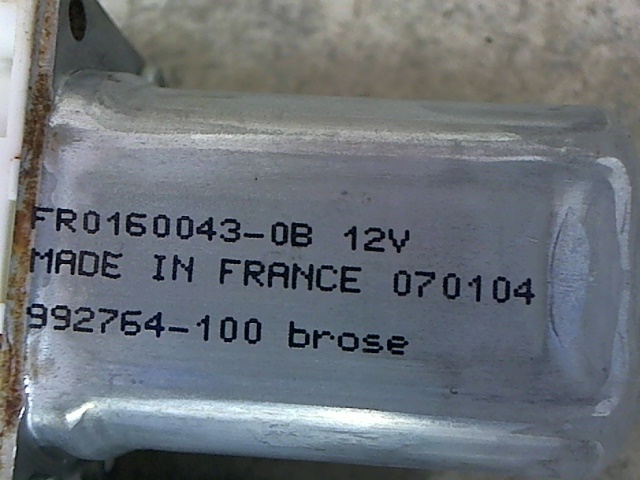 FR0160043-0B 12V
MADE IN FRANCE 070104
992764-100 brose